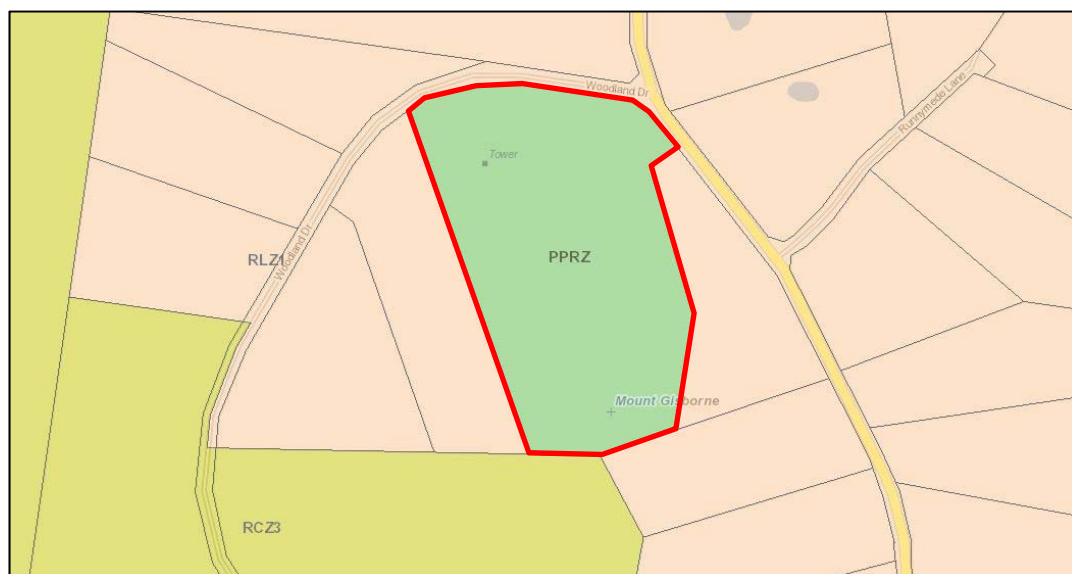 Woodland Dr
Runnymede Lane
Tower
PPRZ
RLZ1
Woodland Dr
Mount Gisborne
RCZ3